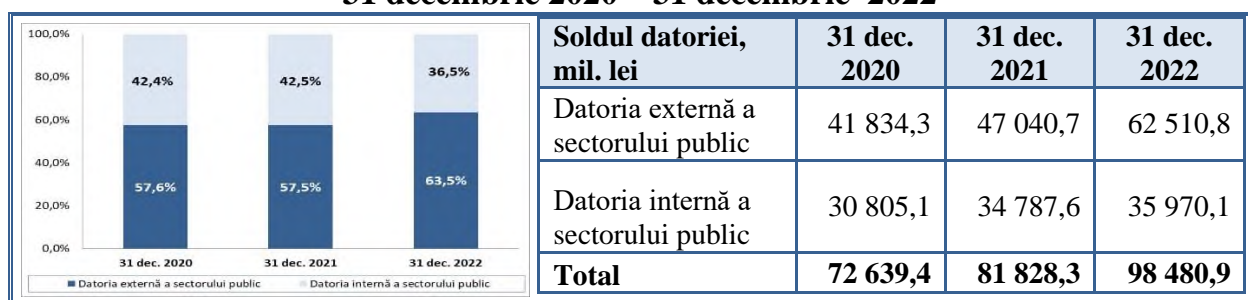 31 decembrie 2020 – 31 decembrie 2022
100,0%
80,0%
60,0%
40,0%
20,0%
0,0%
42,4%
42,5%
36,5%
57,6%
57,5%
63,5%
31 dec. 2020
31 dec. 2021
31 dec. 2022
Datoria externă a sectorului public
Datoria internă a sectorului public
Soldul datoriei, mil. lei
31 dec. 2020
31 dec. 2021
31 dec. 2022
Datoria externă a sectorului public
41 834,3
47 040,7
62 510,8
Datoria internă a sectorului public
30 805,1
34 787,6
35 970,1
Total
72 639,4
81 828,3
98 480,9